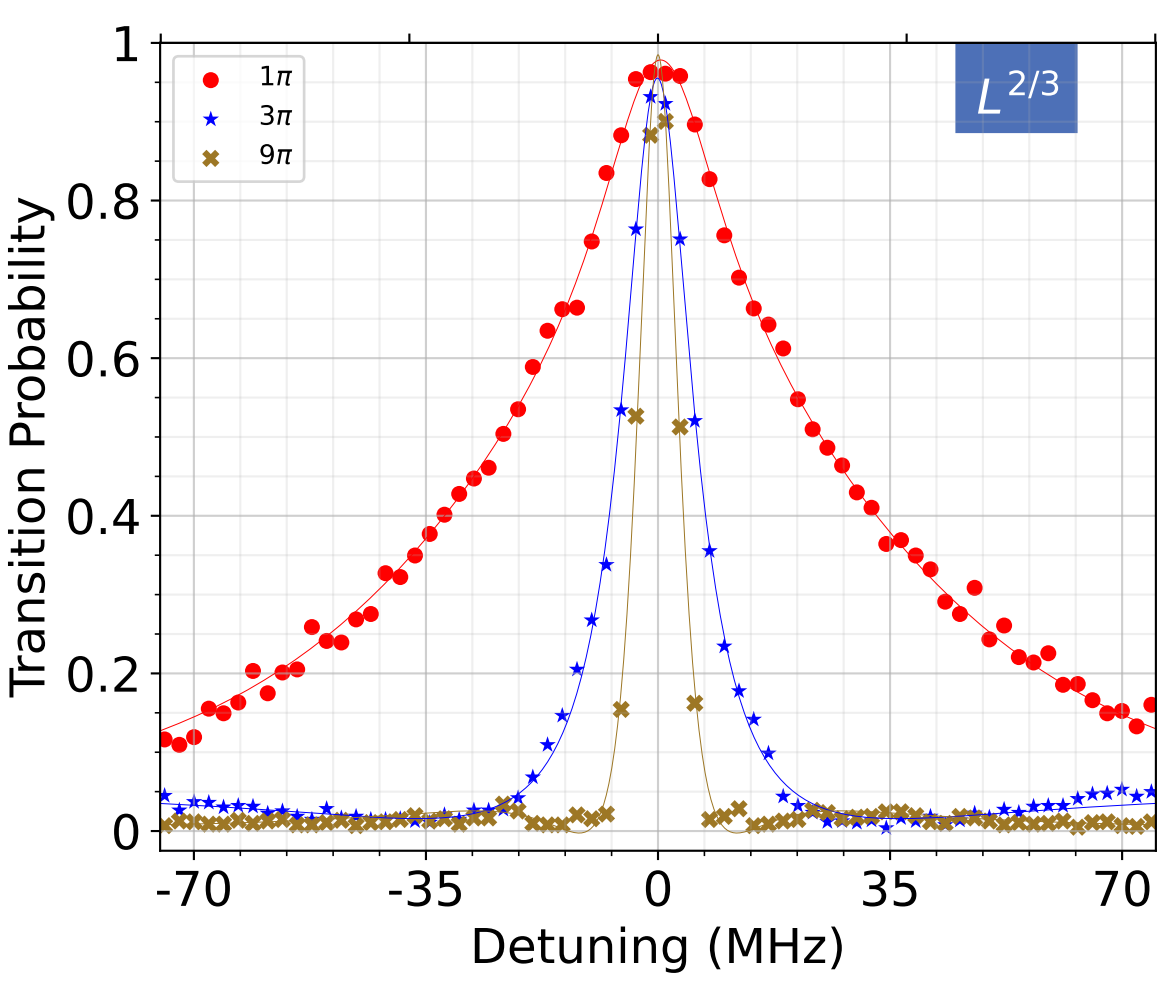 1π
3π
9π
L^{2/3}
1
0.8
0.6
0.4
0.2
0
Transition Probability
-70 -35 0 35 70
Detuning (MHz)